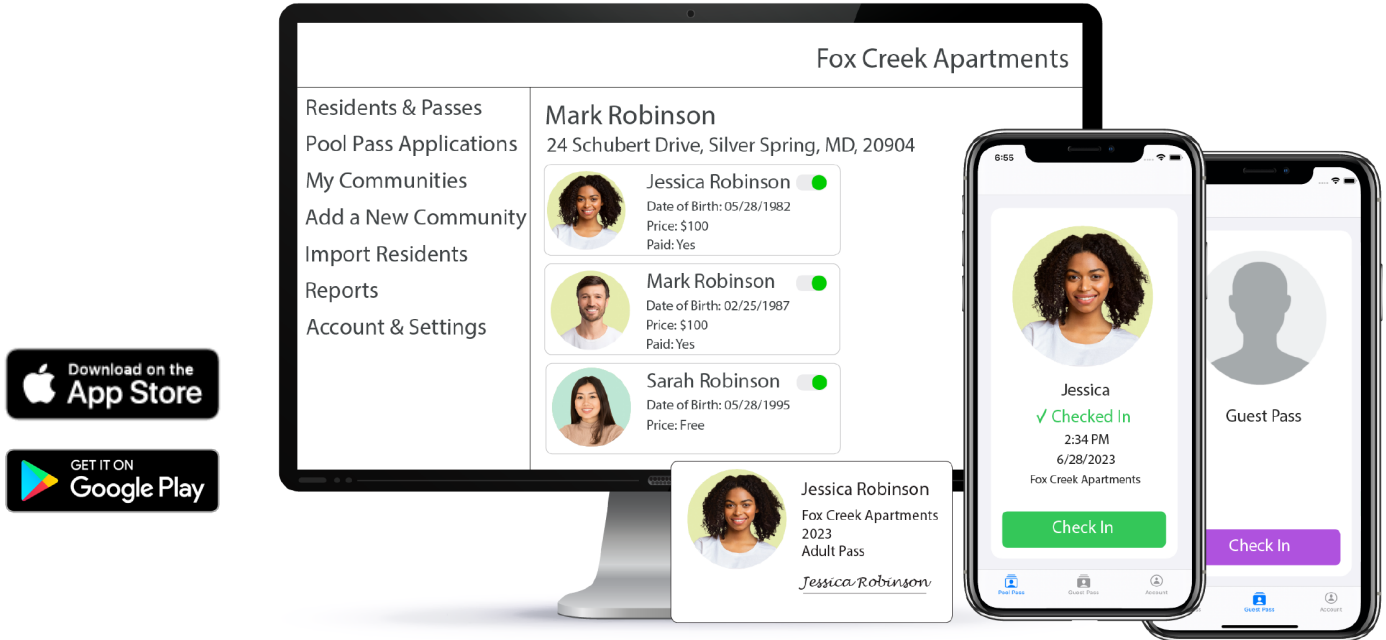 Fox Creek Apartments
Residents & Passes
Pool Pass Applications
My Communities
Add a New Community
Import Residents
Reports
Account & Settings
Mark Robinson
24 Schubert Drive, Silver Spring, MD, 20904
Jessica Robinson
Date of Birth: 05/28/1982
Price: $100
Paid: Yes
Mark Robinson
Date of Birth: 02/25/1987
Price: $100
Paid: Yes
Sarah Robinson
Date of Birth: 05/28/1995
Price: Free
Download on the
App Store
GET IT ON
Google Play
Jessica Robinson
Fox Creek Apartments
2023
Adult Pass
Jessica Robinson
6:55
Jessica
✓ Checked In
2:34 PM
6/28/2023
Fox Creek Apartments
Check In
Pool Pass
Guest Pass
Account
Guest Pass
Check In
Guest Pass
Account